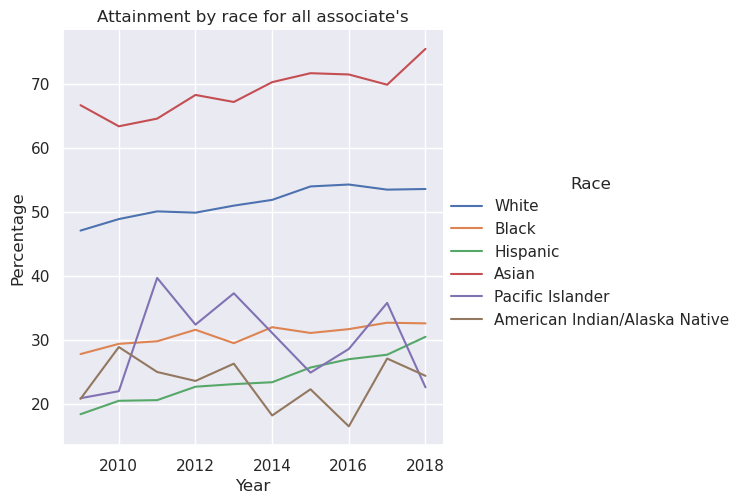 Attainment by race for all associate's
70
60
50
40
30
20
Percentage
2010 2012 2014 2016 2018
Year
Race
White
Black
Hispanic
Asian
Pacific Islander
American Indian/Alaska Native